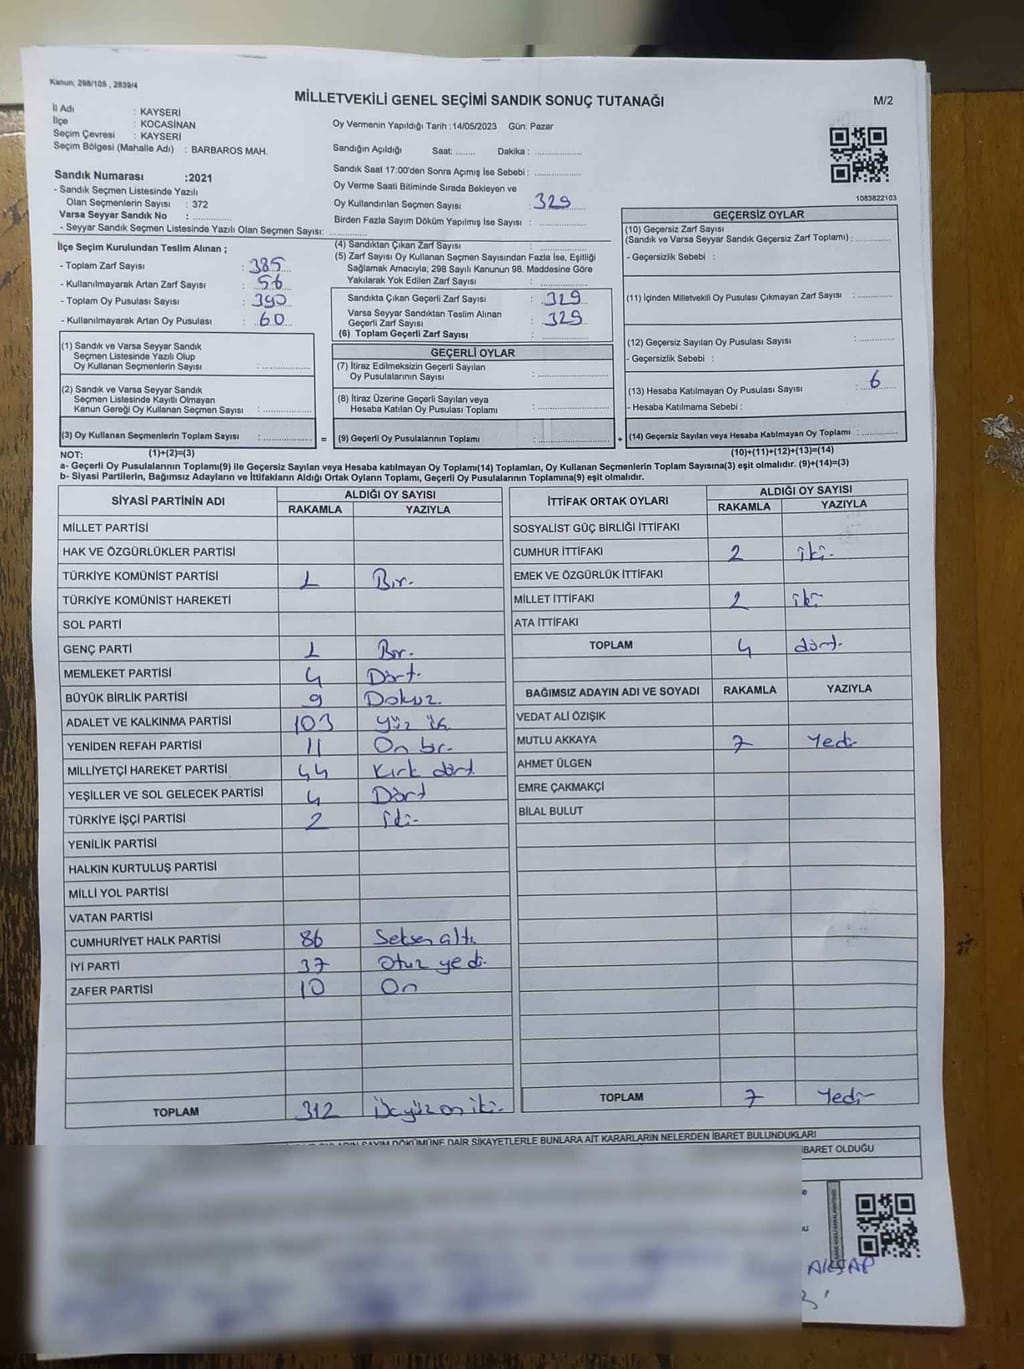 Kanun; 298/105 , 2839/4
MİLLETVEKİLİ GENEL SEÇİMİ SANDIK SONUÇ TUTANAĞI
M/2
İl Adı : KAYSERİ
İlçe : KOCASİNAN
Seçim Çevresi : KAYSERİ
Seçim Bölgesi (Mahalle Adı) : BARBAROS MAH.
Sandık Numarası :2021
- Sandık Seçmen Listesinde Yazılı
Olan Seçmenlerin Sayısı : 372
Varsa Seyyar Sandık No : ............
- Seyyar Sandık Seçmen Listesinde Yazılı Olan Seçmen Sayısı: ............
Oy Vermenin Yapıldığı Tarih :14/05/2023 Gün: Pazar
Sandığın Açıldığı Saat: ....... Dakika : ................
Sandık Saat 17:00'den Sonra Açımış İse Sebebi : ................
Oy Verme Saati Bitiminde Sırada Bekleyen ve
Oy Kullandırılan Seçmen Sayısı : 329
Birden Fazla Sayım Döküm Yapılmış İse Sayısı : ................
1083822103
İlçe Seçim Kurulundan Teslim Alınan ;
- Toplam Zarf Sayısı : 385
- Kullanılmayarak Artan Zarf Sayısı : 56
- Toplam Oy Pusulası Sayısı : 390
- Kullanılmayarak Artan Oy Pusulası : 60
(1) Sandık ve Varsa Seyyar Sandık
Seçmen Listesinde Yazılı Olup
Oy Kullanan Seçmenlerin Sayısı : ................
(2) Sandık ve Varsa Seyyar Sandık
Seçmen Listesinde Kayıtlı Olmayan
Kanun Gereği Oy Kullanan Seçmen Sayısı : ................
(3) Oy Kullanan Seçmenlerin Toplam Sayısı : ................ =
(4) Sandıktan Çıkan Zarf Sayısı : ................
(5) Zarf Sayısı Oy Kullanan Seçmen Sayısından Fazla İse, Eşitliği
Sağlamak Amacıyla; 298 Sayılı Kanunun 98. Maddesine Göre
Yakılarak Yok Edilen Zarf Sayısı : ................
Sandıkta Çıkan Geçerli Zarf Sayısı : 329
Varsa Seyyar Sandıktan Teslim Alınan
Geçerli Zarf Sayısı : 329
(6) Toplam Geçerli Zarf Sayısı : ................
GEÇERLİ OYLAR
(7) İtiraz Edilmeksizin Geçerli Sayılan
Oy Pusulalarının Sayısı : ................
(8) İtiraz Üzerine Geçerli Sayılan veya
Hesaba Katılan Oy Pusulası Toplamı : ................
(9) Geçerli Oy Pusulalarının Toplamı : ................ +
GEÇERSİZ OYLAR
(10) Geçersiz Zarf Sayısı
(Sandık ve Varsa Seyyar Sandık Geçersiz Zarf Toplamı) : ............
- Geçersizlik Sebebi :
(11) İçinden Milletvekili Oy Pusulası Çıkmayan Zarf Sayısı : ............
(12) Geçersiz Sayılan Oy Pusulası Sayısı : ............
- Geçersizlik Sebebi :
(13) Hesaba Katılmayan Oy Pusulası Sayısı : 6
- Hesaba Katılmama Sebebi :
(14) Geçersiz Sayılan veya Hesaba Katılmayan Oy Toplamı : ............
NOT: (1)+(2)=(3) (10)+(11)+(12)+(13)=(14)
a- Geçerli Oy Pusulalarının Toplamı(9) ile Geçersiz Sayılan veya Hesaba katılmayan Oy Toplamı(14) Toplamları, Oy Kullanan Seçmenlerin Toplam Sayısına(3) eşit olmalıdır. (9)+(14)=(3)
b- Siyasi Partilerin, Bağımsız Adayların ve İttifakların Aldığı Ortak Oyların Toplamı, Geçerli Oy Pusulalarının Toplamına(9) eşit olmalıdır.
SİYASİ PARTİNİN ADI ALDIĞI OY SAYISI
RAKAMLA YAZIYLA
MİLLET PARTİSİ
HAK VE ÖZGÜRLÜKLER PARTİSİ
TÜRKİYE KOMÜNİST PARTİSİ 1 Bir.
TÜRKİYE KOMÜNİST HAREKETİ
SOL PARTİ
GENÇ PARTİ 1 Bir.
MEMLEKET PARTİSİ 4 Dört.
BÜYÜK BİRLİK PARTİSİ 9 Dokuz.
ADALET VE KALKINMA PARTİSİ 103 Yüz üç
YENİDEN REFAH PARTİSİ 11 On bir.
MİLLİYETÇİ HAREKET PARTİSİ 44 Kırk dört
YEŞİLLER VE SOL GELECEK PARTİSİ 4 Dört
TÜRKİYE İŞÇİ PARTİSİ 2 iki.
YENİLİK PARTİSİ
HALKIN KURTULUŞ PARTİSİ
MİLLİ YOL PARTİSİ
VATAN PARTİSİ
CUMHURİYET HALK PARTİSİ 86 Seksen altı
İYİ PARTİ 37 Otuz yedi.
ZAFER PARTİSİ 10 On
TOPLAM 312 Üçyüz on iki.
İTTİFAK ORTAK OYLARI ALDIĞI OY SAYISI
RAKAMLA YAZIYLA
SOSYALİST GÜÇ BİRLİĞİ İTTİFAKI
CUMHUR İTTİFAKI 2 iki.
EMEK VE ÖZGÜRLÜK İTTİFAKI
MİLLET İTTİFAKI 2 iki
ATA İTTİFAKI
TOPLAM 4 dört.
BAĞIMSIZ ADAYIN ADI VE SOYADI RAKAMLA YAZIYLA
VEDAT ALİ ÖZIŞIK
MUTLU AKKAYA 7 Yedi
AHMET ÜLGEN
EMRE ÇAKMAKÇİ
BİLAL BULUT
TOPLAM 7 Yedi
SAYIM DÖKÜMÜNE DAİR ŞİKAYETLERLE BUNLARA AİT KARARLARIN NELERDEN İBARET BULUNDUKLARI
İBARET OLDUĞU